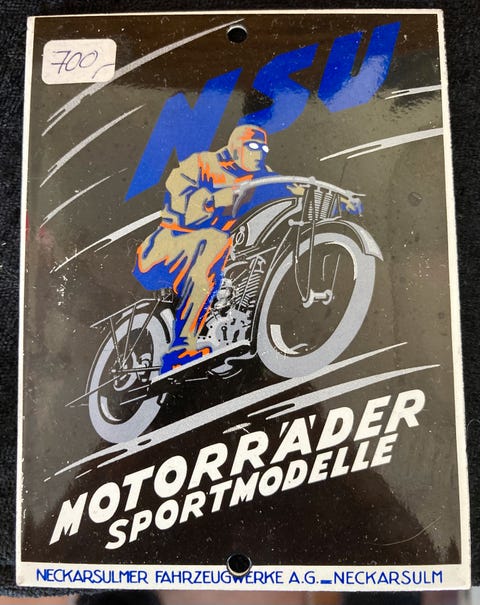 700,-
NSU
MOTORRÄDER
SPORTMODELLE
NECKARSULMER FAHRZEUGWERKE A.G. — NECKARSULM